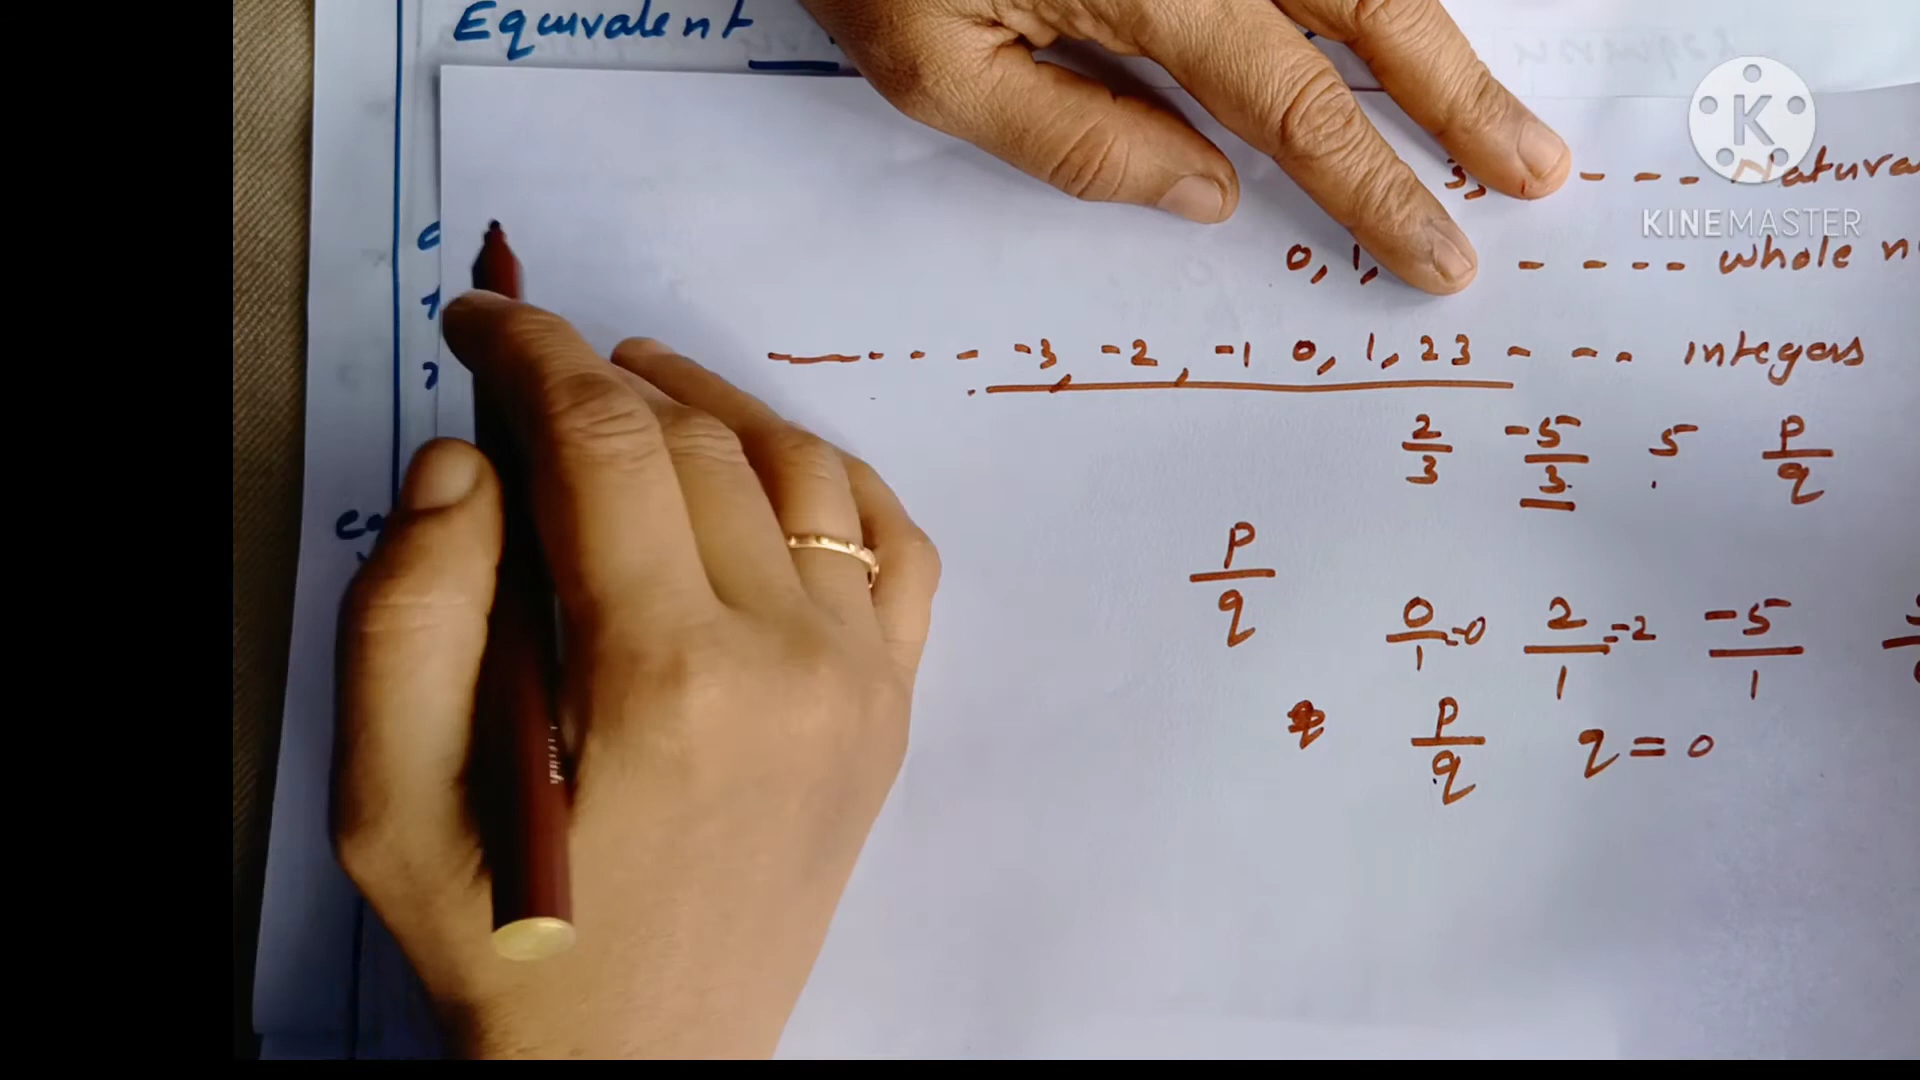 Equivalent
3, - - - Natura
K
KINEMASTER
0, 1, - - - - whole n
- - - - -3, -2, -1 0, 1, 2 3 - - - integers
2/3 -5/3 5 p/q
p/q
0/1=0 2/1=2 -5/1
p/q q = 0